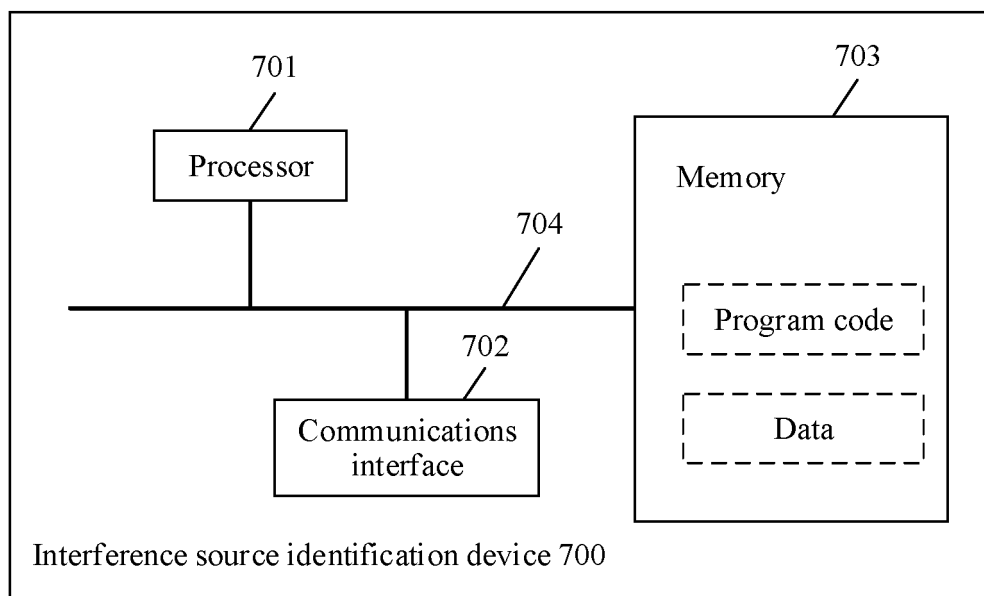 701
703
Processor
Memory
704
Program code
702
Communications
interface
Data
Interference source identification device 700